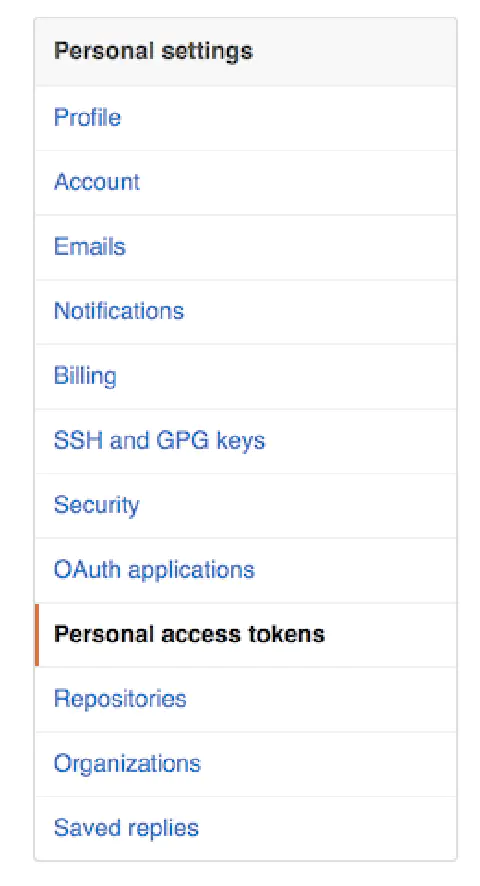 Personal settings
Profile
Account
Emails
Notifications
Billing
SSH and GPG keys
Security
OAuth applications
Personal access tokens
Repositories
Organizations
Saved replies